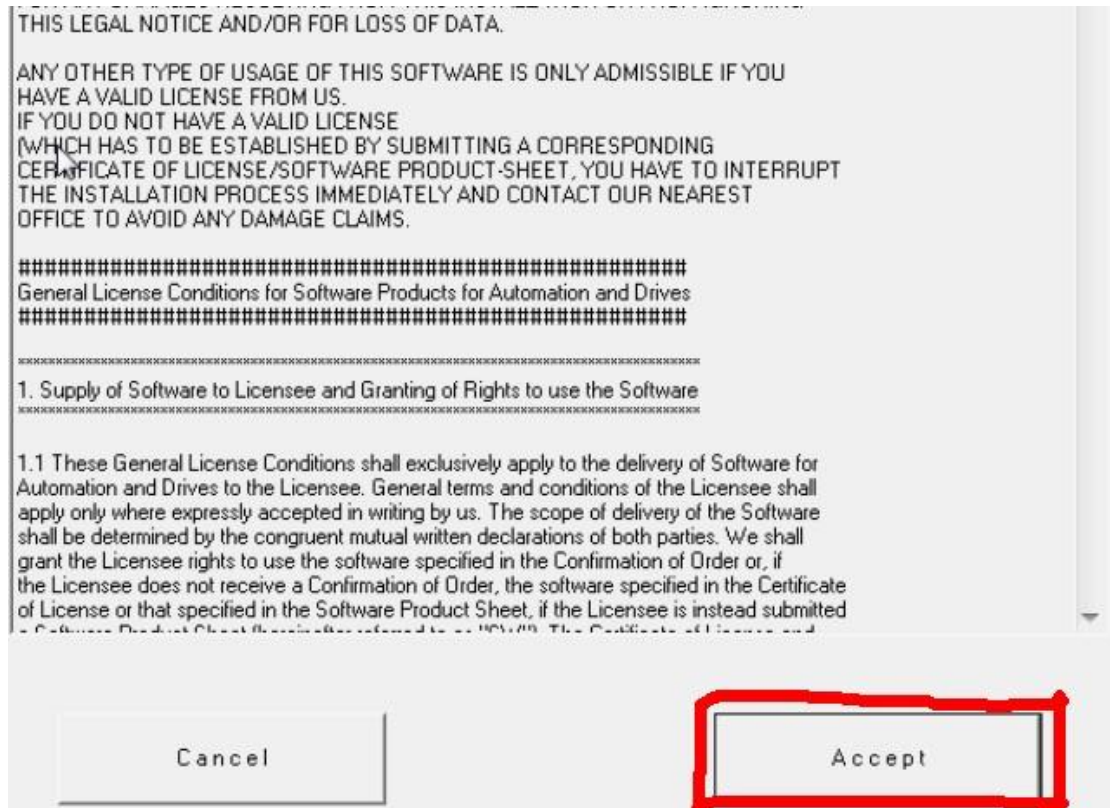 THIS LEGAL NOTICE AND/OR FOR LOSS OF DATA.
ANY OTHER TYPE OF USAGE OF THIS SOFTWARE IS ONLY ADMISSIBLE IF YOU
HAVE A VALID LICENSE FROM US.
IF YOU DO NOT HAVE A VALID LICENSE
(WHICH HAS TO BE ESTABLISHED BY SUBMITTING A CORRESPONDING
CERTIFICATE OF LICENSE/SOFTWARE PRODUCT-SHEET, YOU HAVE TO INTERRUPT
THE INSTALLATION PROCESS IMMEDIATELY AND CONTACT OUR NEAREST
OFFICE TO AVOID ANY DAMAGE CLAIMS.
###################################################
General License Conditions for Software Products for Automation and Drives
###################################################
1. Supply of Software to Licensee and Granting of Rights to use the Software
1.1 These General License Conditions shall exclusively apply to the delivery of Software for
Automation and Drives to the Licensee. General terms and conditions of the Licensee shall
apply only where expressly accepted in writing by us. The scope of delivery of the Software
shall be determined by the congruent mutual written declarations of both parties. We shall
grant the Licensee rights to use the software specified in the Confirmation of Order or, if
the Licensee does not receive a Confirmation of Order, the software specified in the Certificate
of License or that specified in the Software Product Sheet, if the Licensee is instead submitted
Cancel
Accept